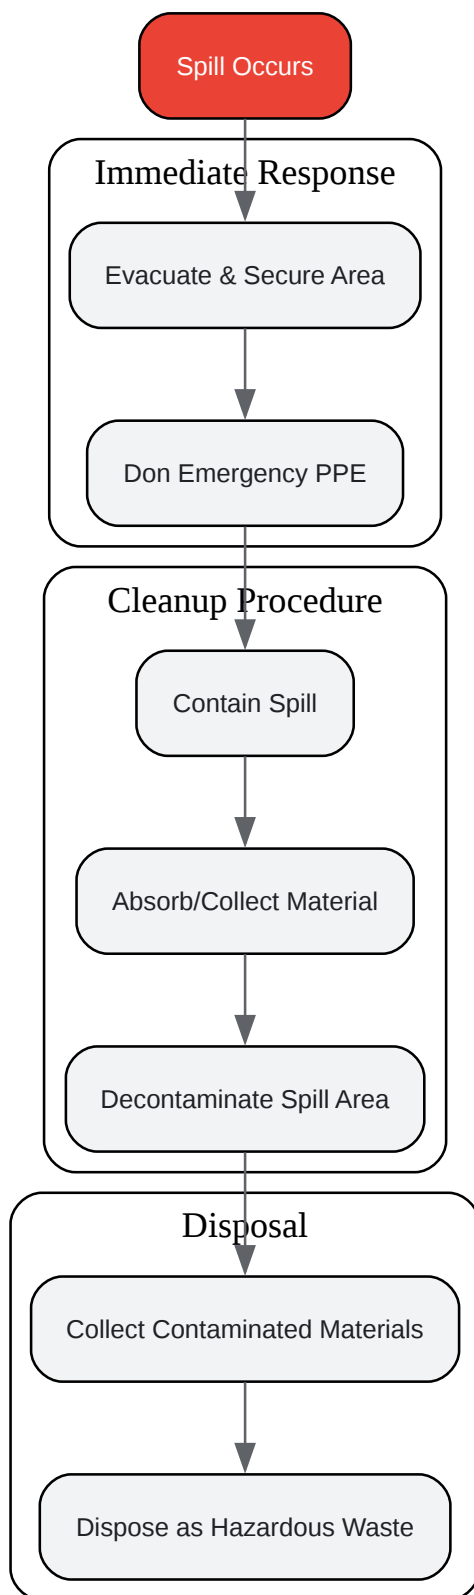 Spill Occurs
Immediate Response
Evacuate & Secure Area
Don Emergency PPE
Cleanup Procedure
Contain Spill
Absorb/Collect Material
Decontaminate Spill Area
Disposal
Collect Contaminated Materials
Dispose as Hazardous Waste